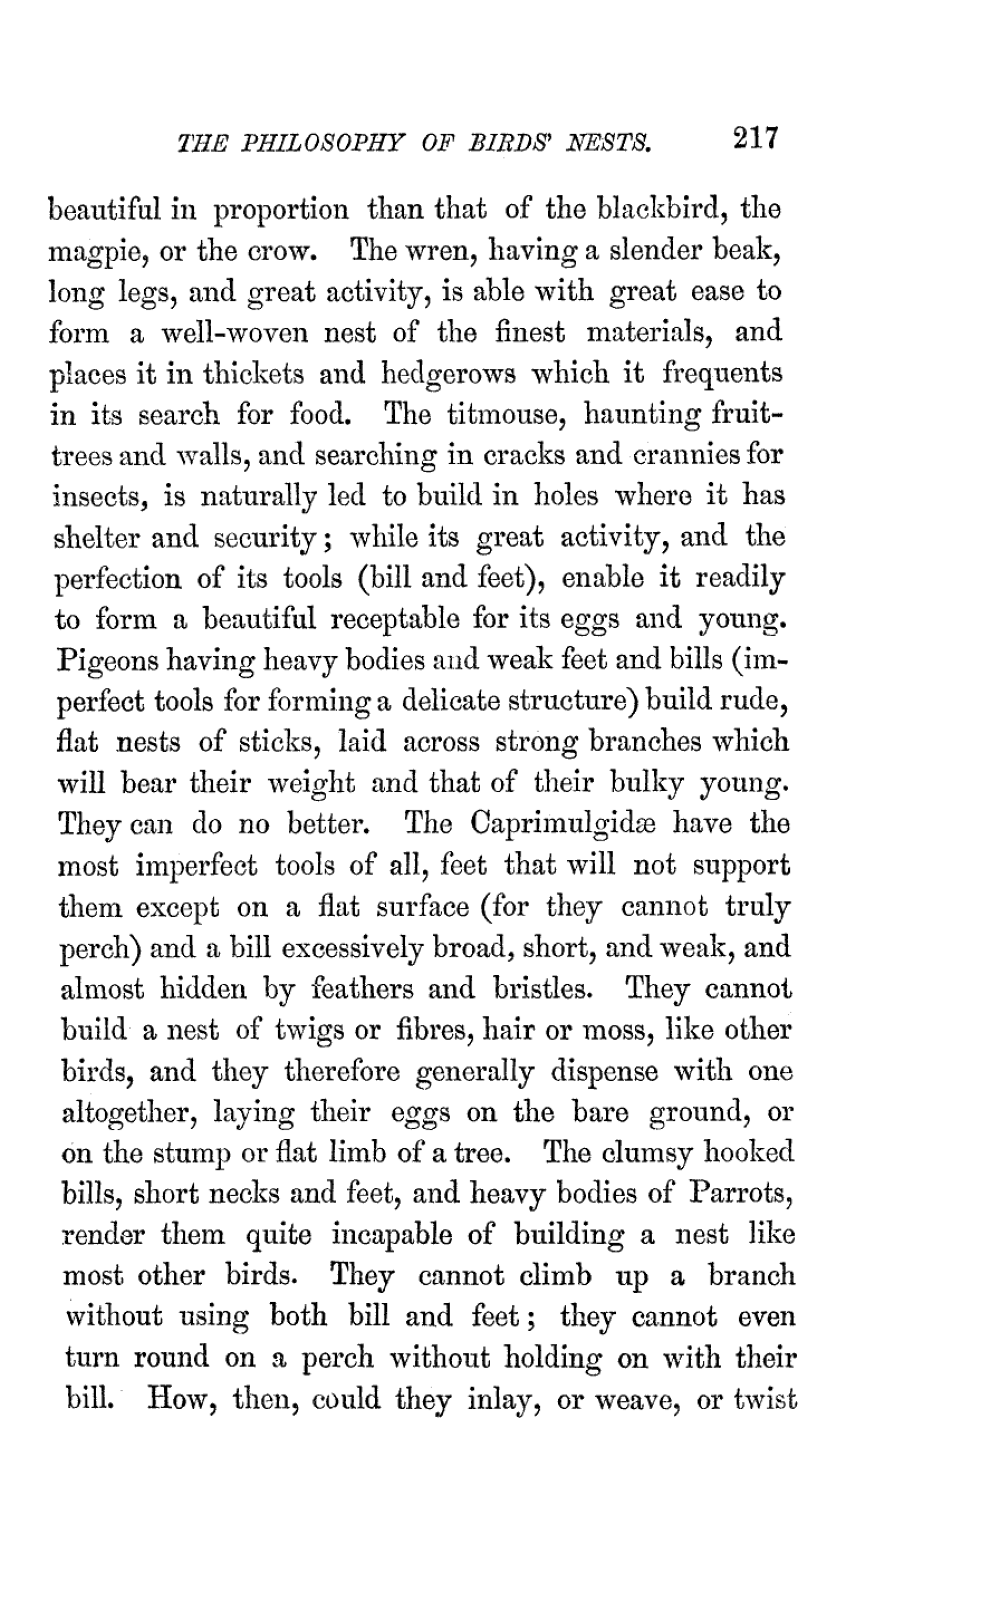 THE PHILOSOPHY OF BIRDS' NESTS. 217
beautiful in proportion than that of the blackbird, the
magpie, or the crow. The wren, having a slender beak,
long legs, and great activity, is able with great ease to
form a well-woven nest of the finest materials, and
places it in thickets and hedgerows which it frequents
in its search for food. The titmouse, haunting fruit-
trees and walls, and searching in cracks and crannies for
insects, is naturally led to build in holes where it has
shelter and security; while its great activity, and the
perfection of its tools (bill and feet), enable it readily
to form a beautiful receptable for its eggs and young.
Pigeons having heavy bodies and weak feet and bills (im-
perfect tools for forming a delicate structure) build rude,
flat nests of sticks, laid across strong branches which
will bear their weight and that of their bulky young.
They can do no better. The Caprimulgidæ have the
most imperfect tools of all, feet that will not support
them except on a flat surface (for they cannot truly
perch) and a bill excessively broad, short, and weak, and
almost hidden by feathers and bristles. They cannot
build a nest of twigs or fibres, hair or moss, like other
birds, and they therefore generally dispense with one
altogether, laying their eggs on the bare ground, or
on the stump or flat limb of a tree. The clumsy hooked
bills, short necks and feet, and heavy bodies of Parrots,
render them quite incapable of building a nest like
most other birds. They cannot climb up a branch
without using both bill and feet; they cannot even
turn round on a perch without holding on with their
bill. How, then, could they inlay, or weave, or twist